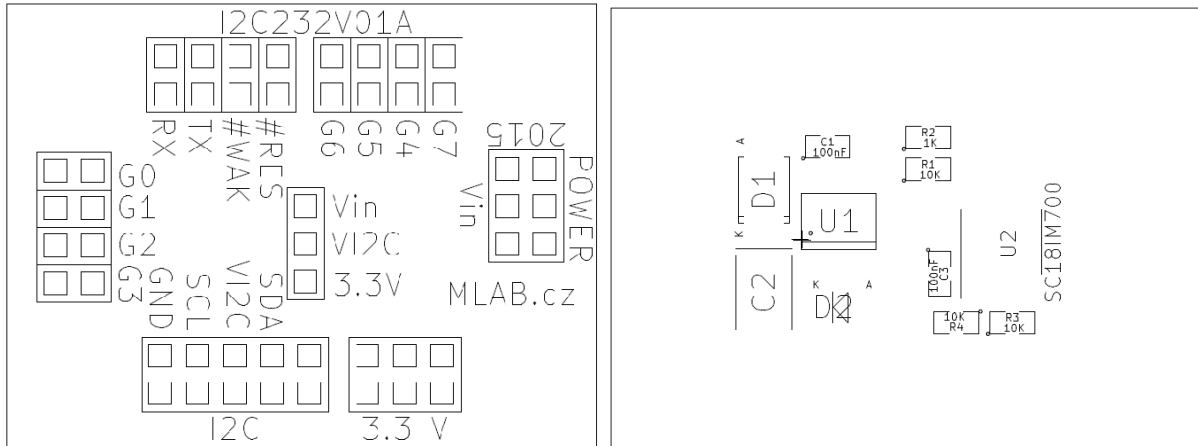 I2C232V01A
RX
TX
#WAK
#RES
G6
G5
G4
G7
2015
POWER
Vin
G0
G1
G2
G3
Vin
VI2C
3.3V
GND
SCL
VI2C
SDA
MLAB.cz
I2C
3.3 V
A
D1
K
C1
100nF
R2
1K
R1
10K
U1
C2
K
A
D2
100nF
C3
U2
SC18IM700
10K
R4
R3
10K